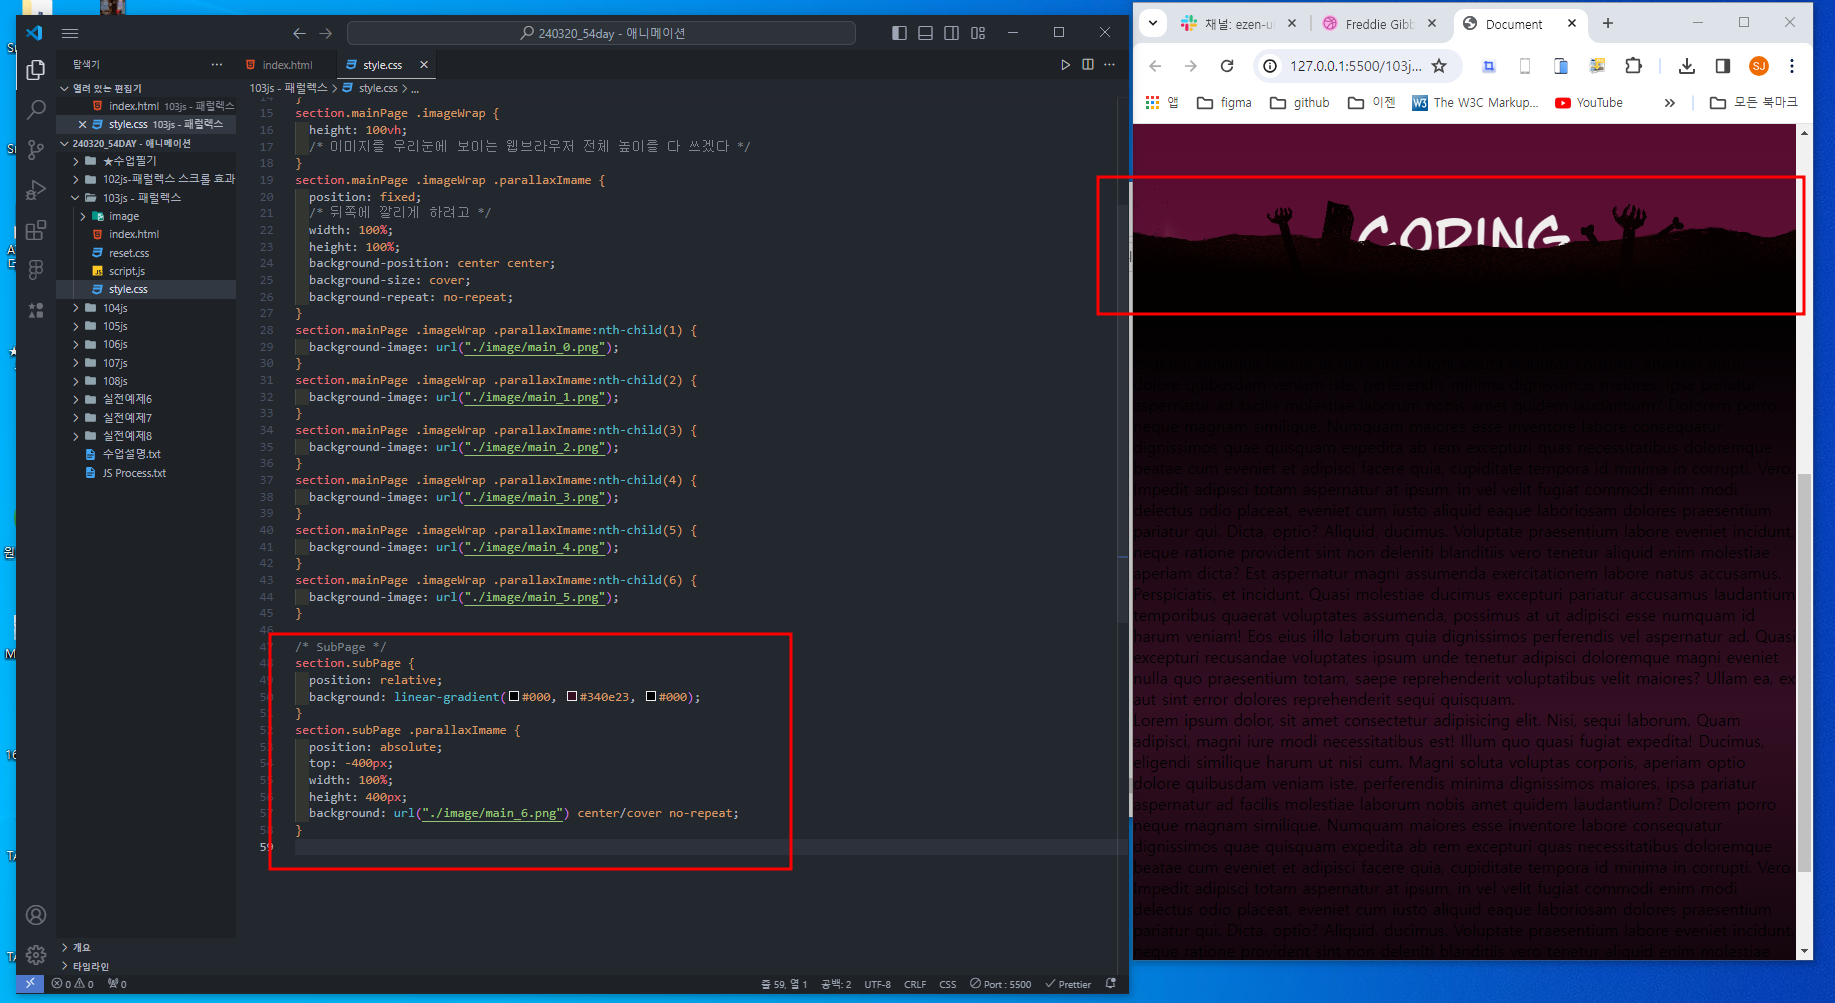 240320_54day - 애니메이션
탐색기
index.html
style.css
열려 있는 편집기
index.html 103js - 패럴렉스
style.css 103js - 패럴렉스
240320_54DAY - 애니메이션
★수업필기
102js-패럴렉스 스크롤 효과
103js - 패럴렉스
image
index.html
reset.css
script.js
style.css
104js
105js
106js
107js
108js
실전예제6
실전예제7
실전예제8
수업설명.txt
JS Process.txt
개요
타임라인
103js - 패럴렉스 > style.css > ...
15 section.mainPage .imageWrap {
16 height: 100vh;
17 /* 이미지를 우리눈에 보이는 웹브라우저 전체 높이를 다 쓰겠다 */
18 }
19 section.mainPage .imageWrap .parallaxImame {
20 position: fixed;
21 /* 뒤쪽에 깔리게 하려고 */
22 width: 100%;
23 height: 100%;
24 background-position: center center;
25 background-size: cover;
26 background-repeat: no-repeat;
27 }
28 section.mainPage .imageWrap .parallaxImame:nth-child(1) {
29 background-image: url("./image/main_0.png");
30 }
31 section.mainPage .imageWrap .parallaxImame:nth-child(2) {
32 background-image: url("./image/main_1.png");
33 }
34 section.mainPage .imageWrap .parallaxImame:nth-child(3) {
35 background-image: url("./image/main_2.png");
36 }
37 section.mainPage .imageWrap .parallaxImame:nth-child(4) {
38 background-image: url("./image/main_3.png");
39 }
40 section.mainPage .imageWrap .parallaxImame:nth-child(5) {
41 background-image: url("./image/main_4.png");
42 }
43 section.mainPage .imageWrap .parallaxImame:nth-child(6) {
44 background-image: url("./image/main_5.png");
45 }
46
47 /* SubPage */
48 section.subPage {
49 position: relative;
50 background: linear-gradient(#000, #340e23, #000);
51 }
52 section.subPage .parallaxImame {
53 position: absolute;
54 top: -400px;
55 width: 100%;
56 height: 400px;
57 background: url("./image/main_6.png") center/cover no-repeat;
58 }
59
0 0 0
줄 59, 열 1 공백: 2 UTF-8 CRLF CSS Port : 5500 Prettier
채널: ezen-u
Freddie Gibb
Document
127.0.0.1:5500/103j...
SJ
앱 figma github 이젠 The W3C Markup... YouTube » 모든 북마크
CODING
dolore quibusdam veniam iste, perferendis minima dignissimos maiores, ipsa pariatur
aspernatur ad facilis molestias laborum nobis amet quidem laudantium? Dolorem porro
neque magnam similique. Numquam maiores esse inventore labore consequatur
dignissimos quae quisquam expedita ab rem excepturi quas necessitatibus doloremque
beatae cum eveniet et adipisci facere quia, cupiditate tempora id minima in corrupti. Vero
Impedit adipisci totam aspernatur at ipsum, in vel velit fugiat commodi enim modi
delectus odio placeat, eveniet cum iusto aliquid eaque laboriosam dolores praesentium
pariatur qui. Dicta, optio? Aliquid, ducimus. Voluptate praesentium labore eveniet incidunt,
neque ratione provident sint non deleniti blanditiis vero tenetur aliquid enim molestiae
aperiam dicta? Est aspernatur magni assumenda exercitationem labore natus accusamus.
Perspiciatis, et incidunt. Quasi molestiae ducimus excepturi pariatur accusamus laudantium
temporibus quaerat voluptates assumenda, possimus at ut adipisci esse numquam id
harum veniam! Eos eius illo laborum quia dignissimos perferendis vel aspernatur ad. Quasi
excepturi recusandae voluptates ipsum unde tenetur adipisci doloremque magni eveniet
nulla quo praesentium totam, saepe reprehenderit voluptatibus velit maiores? Ullam ea, ex
aut sint error dolores reprehenderit sequi quisquam.
Lorem ipsum dolor, sit amet consectetur adipisicing elit. Nisi, sequi laborum. Quam
adipisci, magni iure modi necessitatibus est! Illum quo quasi fugiat expedita! Ducimus,
eligendi similique harum ut nisi cum. Magni soluta voluptas corporis, aperiam optio
dolore quibusdam veniam iste, perferendis minima dignissimos maiores, ipsa pariatur
aspernatur ad facilis molestias laborum nobis amet quidem laudantium? Dolorem porro
neque magnam similique. Numquam maiores esse inventore labore consequatur
dignissimos quae quisquam expedita ab rem excepturi quas necessitatibus doloremque
beatae cum eveniet et adipisci facere quia, cupiditate tempora id minima in corrupti. Vero
Impedit adipisci totam aspernatur at ipsum, in vel velit fugiat commodi enim modi
delectus odio placeat, eveniet cum iusto aliquid eaque laboriosam dolores praesentium
pariatur qui. Dicta, optio? Aliquid, ducimus. Voluptate praesentium labore eveniet incidunt,
neque ratione provident sint non deleniti blanditiis vero tenetur aliquid enim molestiae